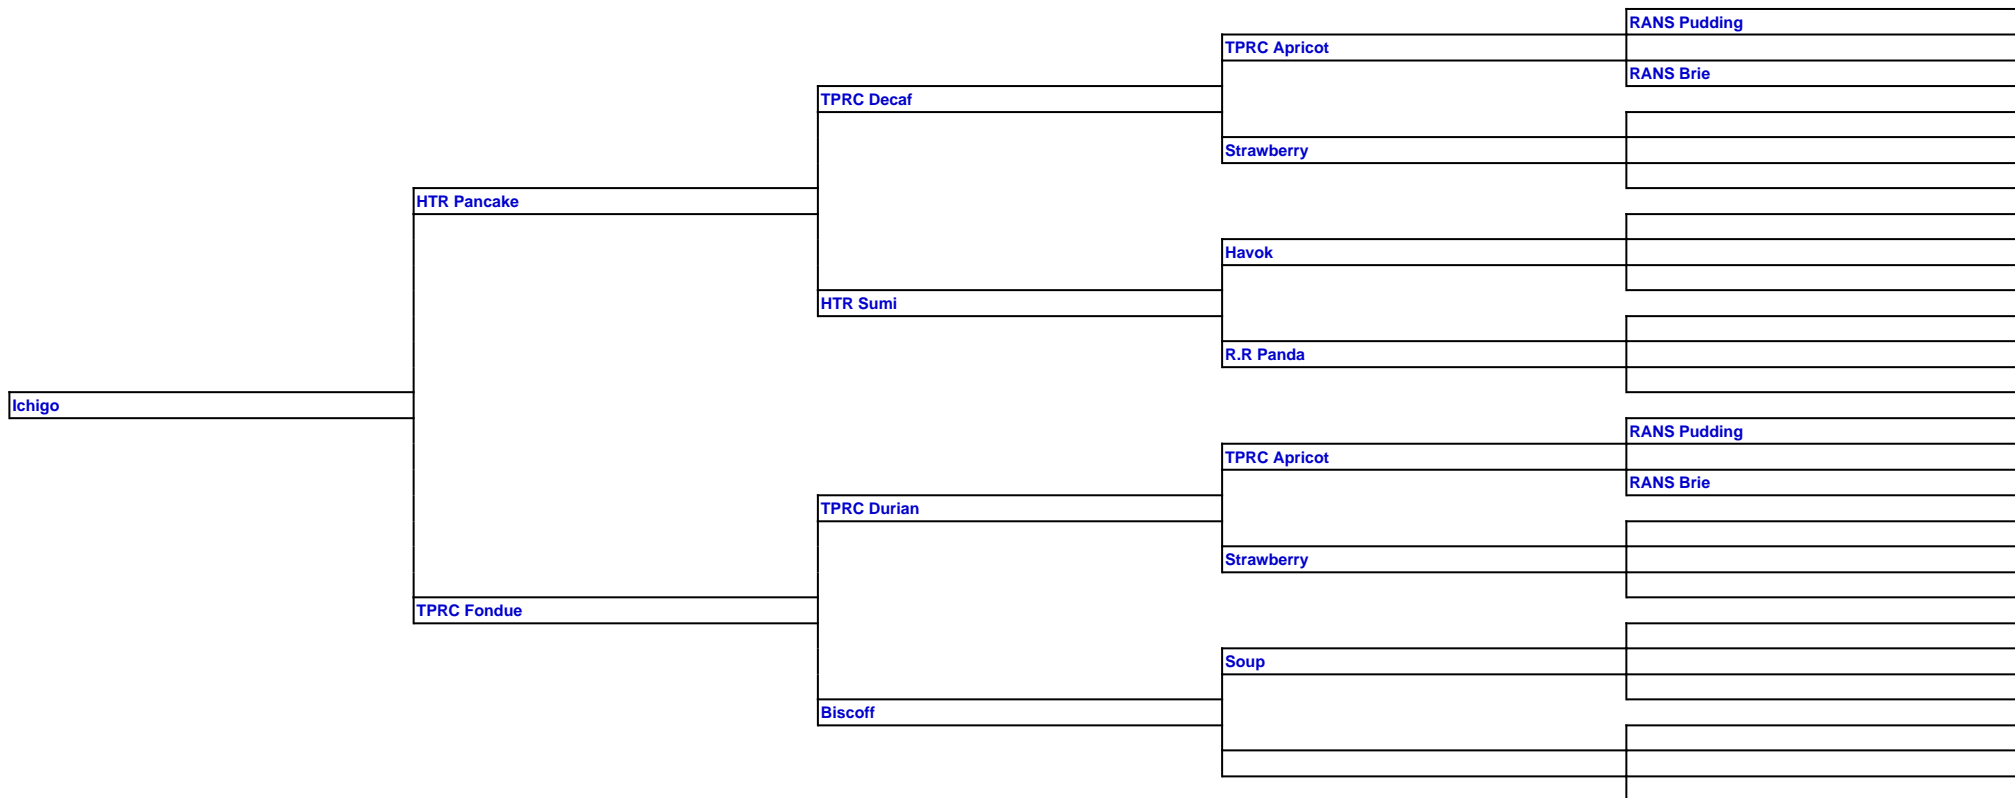 RANS Pudding
TPRC Apricot
RANS Brie
TPRC Decaf
Strawberry
HTR Pancake
Havok
HTR Sumi
R.R Panda
Ichigo
RANS Pudding
TPRC Apricot
RANS Brie
TPRC Durian
Strawberry
TPRC Fondue
Soup
Biscoff